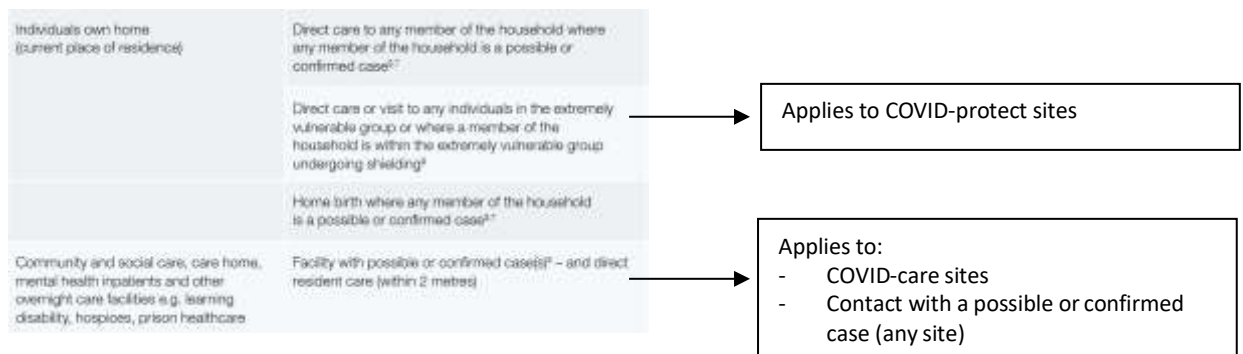 Individuals own home
(current place of residence)
Direct care to any member of the household where
any member of the household is a possible or
confirmed case
Direct care or visit to any individuals in the extremely
vulnerable group or where a member of the
household is within the extremely vulnerable group
undergoing shielding
Applies to COVID-protect sites
Home birth where any member of the household
is a possible or confirmed case
Community and social care, care home,
mental health inpatients and other
overnight care facilities e.g. learning
disability, hospices, prison healthcare
Facility with possible or confirmed case(s) – and direct
resident care (within 2 metres)
Applies to:
- COVID-care sites
- Contact with a possible or confirmed
case (any site)